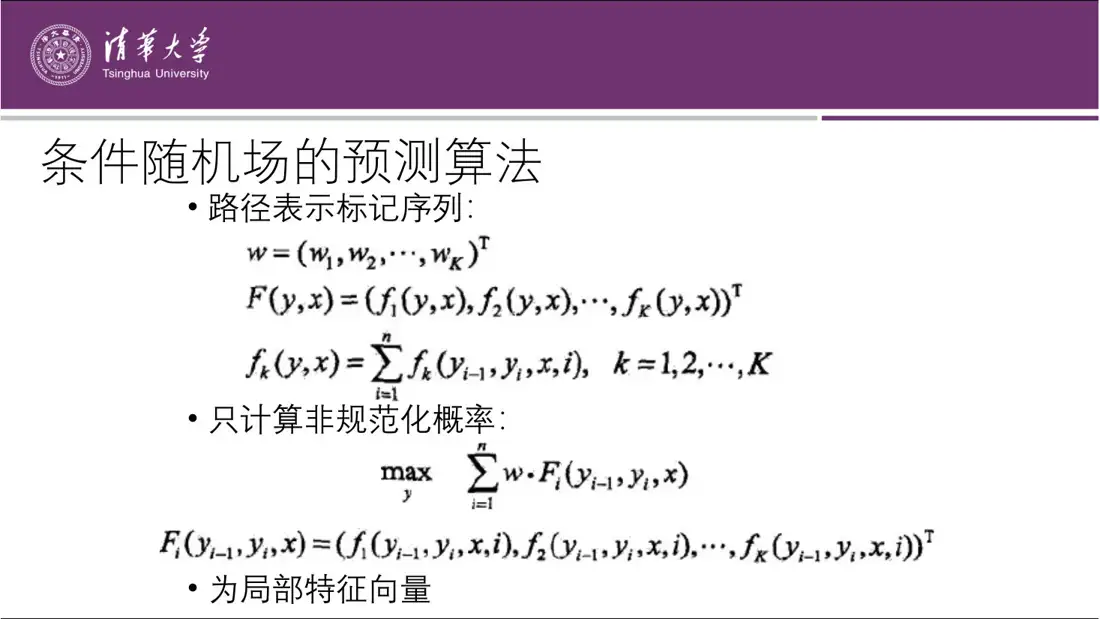 清华大学
Tsinghua University
条件随机场的预测算法
• 路径表示标记序列:
w = (w₁, w₂, ⋯, w_K)ᵀ
F(y,x) = (f₁(y,x), f₂(y,x), ⋯, f_K(y,x))ᵀ
f_k(y,x) = ∑_{i=1}^{n} f_k(y_{i−1}, y_i, x, i), k = 1, 2, ⋯, K
• 只计算非规范化概率:
max_y ∑_{i=1}^{n} w · F_i(y_{i−1}, y_i, x)
F_i(y_{i−1}, y_i, x) = (f₁(y_{i−1}, y_i, x, i), f₂(y_{i−1}, y_i, x, i), ⋯, f_K(y_{i−1}, y_i, x, i))ᵀ
• 为局部特征向量